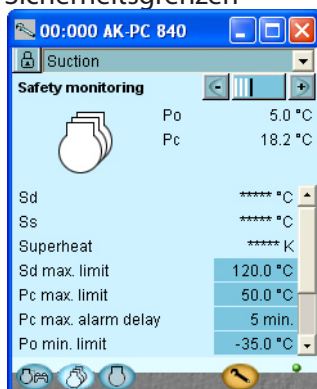 Sicherheitsgrenzen
00:000 AK-PC 840
Suction
Safety monitoring
Po 5.0 °C
Pc 18.2 °C
Sd ***** °C
Ss ***** °C
Superheat ***** K
Sd max. limit 120.0 °C
Pc max. limit 50.0 °C
Pc max. alarm delay 5 min.
Po min. limit -35.0 °C